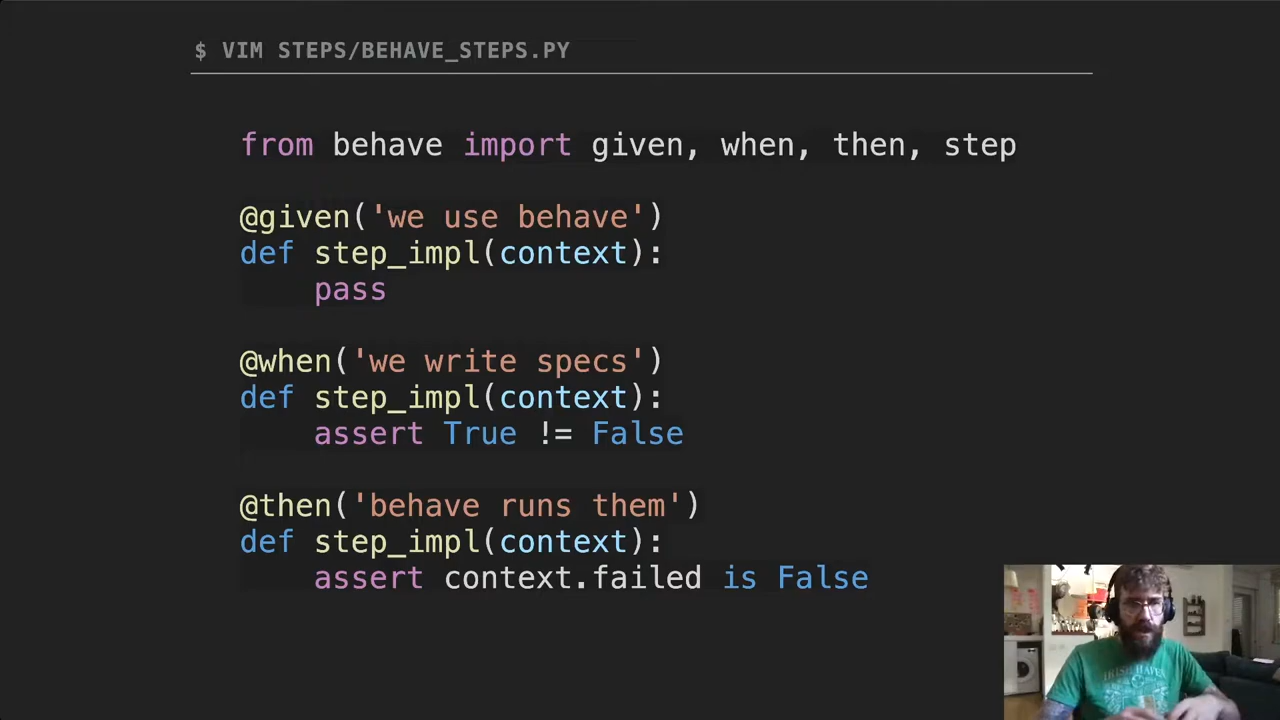 $ VIM STEPS/BEHAVE_STEPS.PY
from behave import given, when, then, step
@given('we use behave')
def step_impl(context):
    pass
@when('we write specs')
def step_impl(context):
    assert True != False
@then('behave runs them')
def step_impl(context):
    assert context.failed is False
IRISH HAVEN